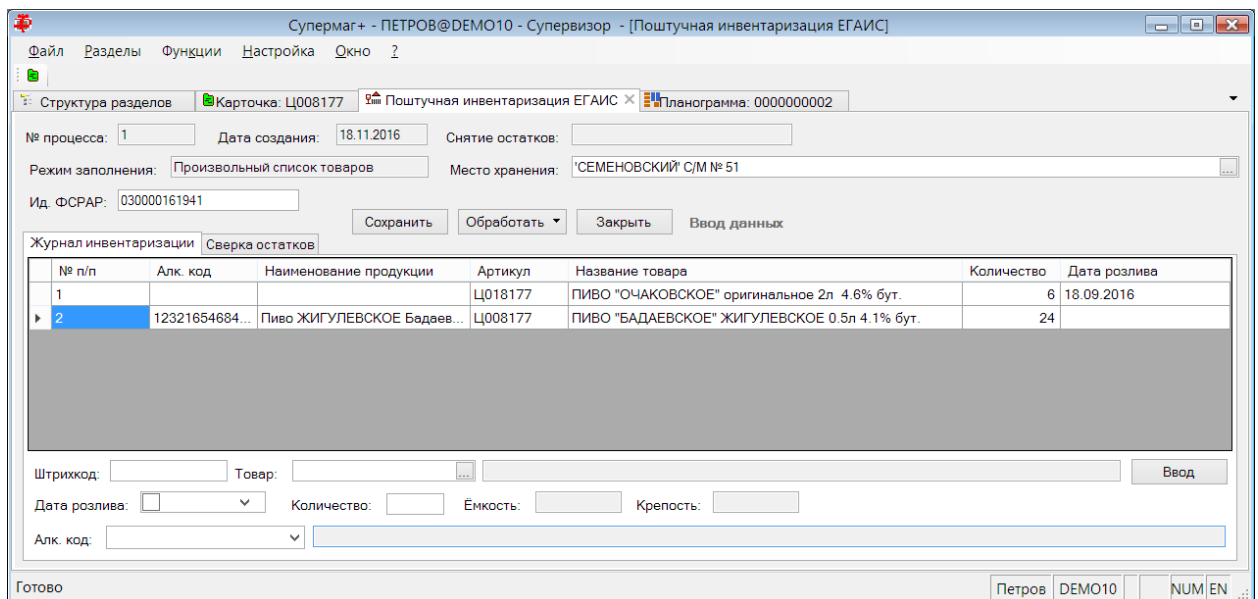 Супермаг+ - ПЕТРОВ@DEMO10 - Супервизор - [Поштучная инвентаризация ЕГАИС]
Файл Разделы Функции Настройка Окно ?
Структура разделов Карточка: Ц008177 Поштучная инвентаризация ЕГАИС Планограмма: 0000000002
№ процесса: 1 Дата создания: 18.11.2016 Снятие остатков:
Режим заполнения: Произвольный список товаров Место хранения: 'СЕМЕНОВСКИЙ' С/М № 51 ...
Ид. ФСРАР: 030000161941
Сохранить Обработать Закрыть Ввод данных
Журнал инвентаризации Сверка остатков
№ п/п Алк. код Наименование продукции Артикул Название товара Количество Дата розлива
1 Ц018177 ПИВО "ОЧАКОВСКОЕ" оригинальное 2л 4.6% бут. 6 18.09.2016
2 12321654684... Пиво ЖИГУЛЕВСКОЕ Бадаев... Ц008177 ПИВО "БАДАЕВСКОЕ" ЖИГУЛЕВСКОЕ 0.5л 4.1% бут. 24
Штрихкод: Товар: ... Ввод
Дата розлива: Количество: Ёмкость: Крепость:
Алк. код:
Готово Петров DEMO10 NUM EN